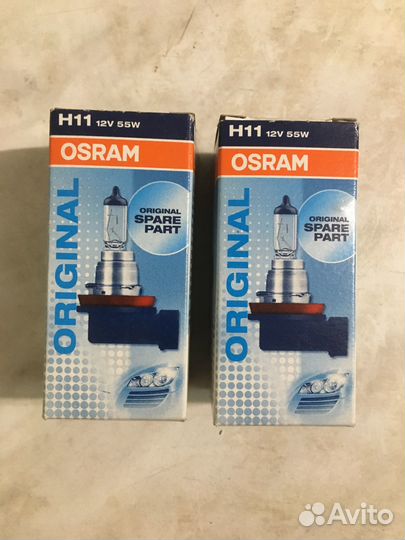 H11 12V 55W
OSRAM
ORIGINAL
ORIGINAL
SPARE
PART
H11 12V 55W
OSRAM
ORIGINAL
ORIGINAL
SPARE
PART
Avito